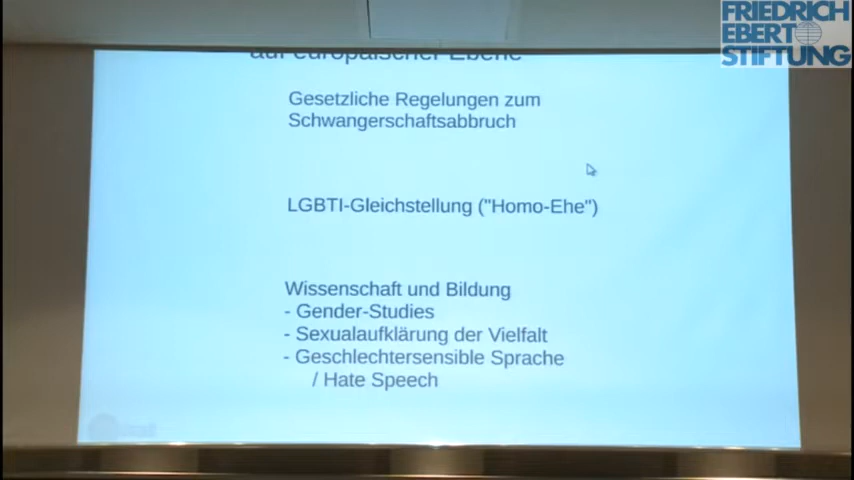 FRIEDRICH
EBERT
STIFTUNG
auf europäischer Ebene
Gesetzliche Regelungen zum
Schwangerschaftsabbruch
LGBTI-Gleichstellung ("Homo-Ehe")
Wissenschaft und Bildung
- Gender-Studies
- Sexualaufklärung der Vielfalt
- Geschlechtersensible Sprache
/ Hate Speech